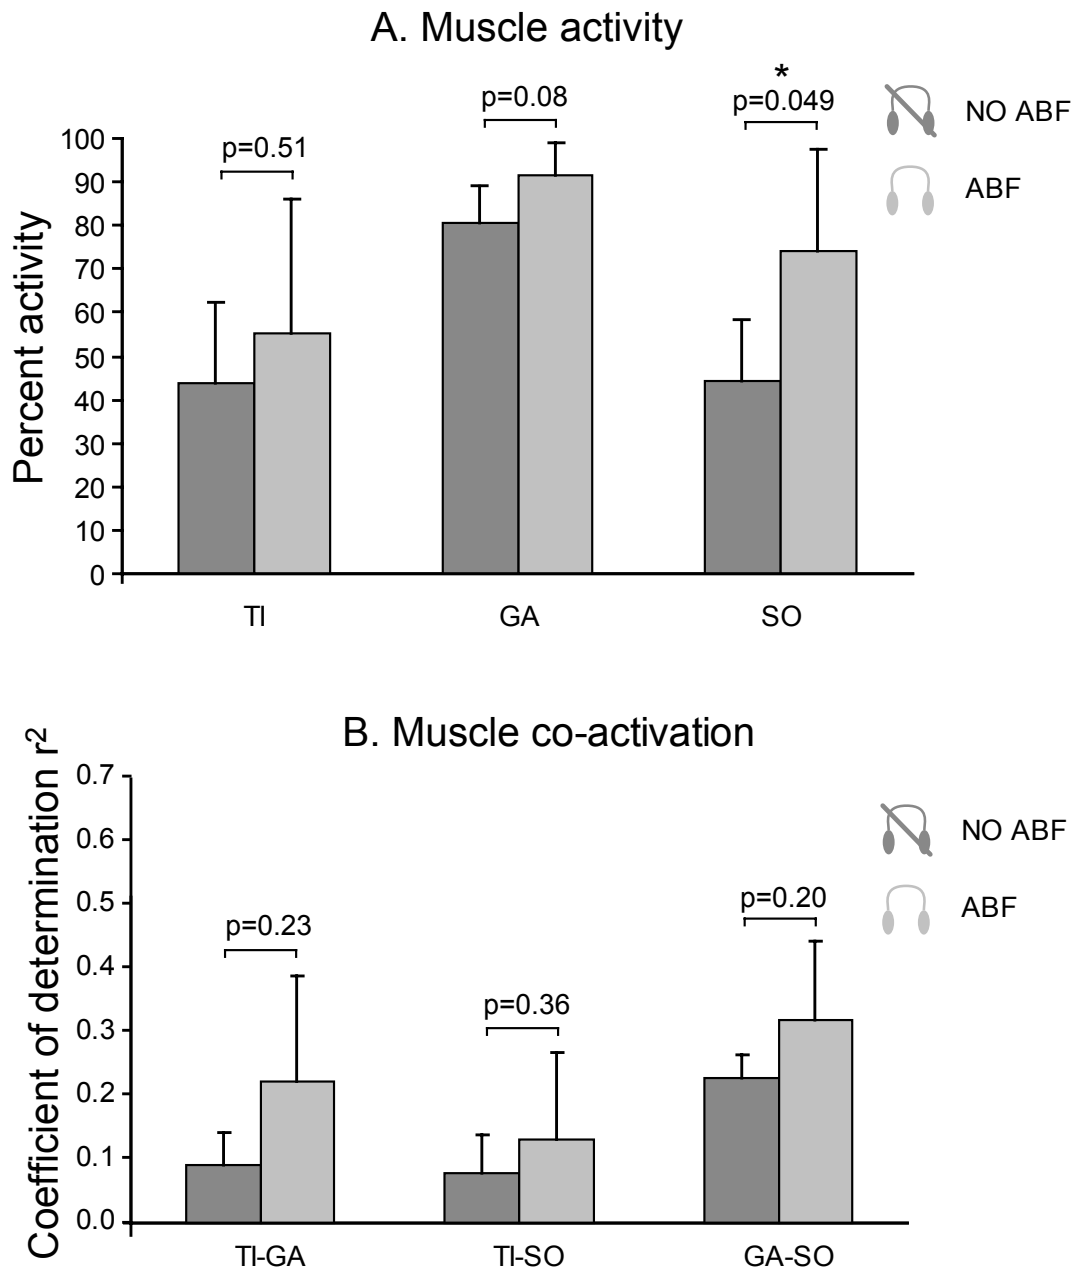 A. Muscle activity
*
p=0.51
p=0.08
p=0.049
NO ABF
ABF
Percent activity
100
90
80
70
60
50
40
30
20
10
0
TI
GA
SO
B. Muscle co-activation
Coefficient of determination r²
0.7
0.6
0.5
0.4
0.3
0.2
0.1
0.0
p=0.23
p=0.36
p=0.20
NO ABF
ABF
TI-GA
TI-SO
GA-SO